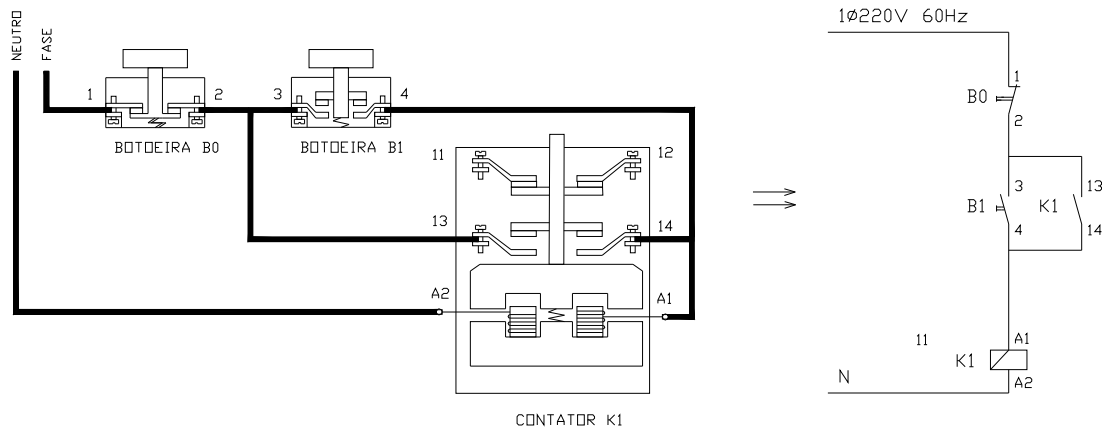 NEUTRO
FASE
1
2
3
4
BOTOEIRA B0
BOTOEIRA B1
11
12
13
14
A2
A1
CONTATOR K1
1Ø220V 60Hz
1
B0
2
3
13
B1
K1
4
14
11
A1
K1
A2
N